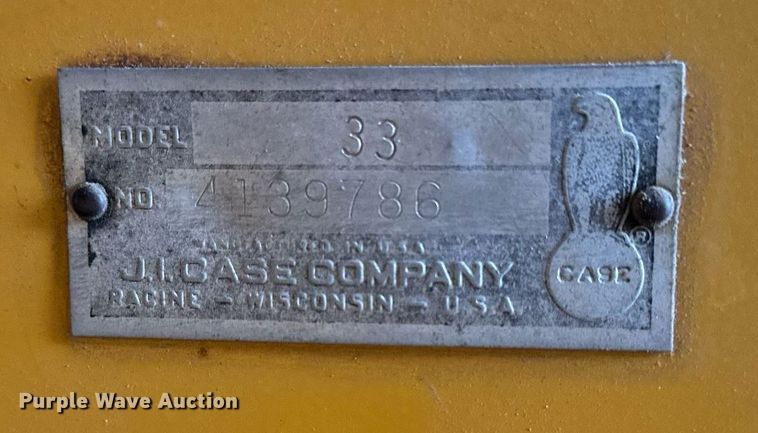 MODEL 33
NO. 4139786
MANUFACTURED IN U.S.A.
J.I. CASE COMPANY
RACINE - WISCONSIN - U.S.A.
CASE
®
Purple Wave Auction